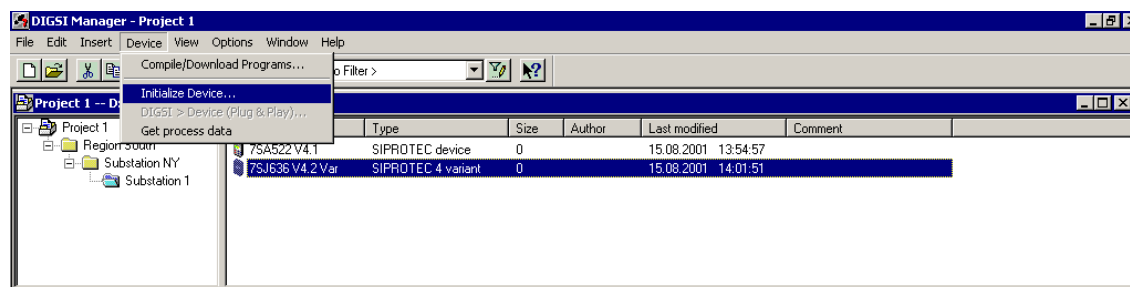 DIGSI Manager - Project 1
File Edit Insert Device View Options Window Help
Compile/Download Programs...
o Filter >
Initialize Device...
Project 1 -- D:
DIGSI > Device (Plug & Play)...
Get process data
Type Size Author Last modified Comment
Project 1
Region South
7SA522 V4.1 SIPROTEC device 0 15.08.2001 13:54:57
Substation NY
7SJ636 V4.2 Var SIPROTEC 4 variant 0 15.08.2001 14:01:51
Substation 1